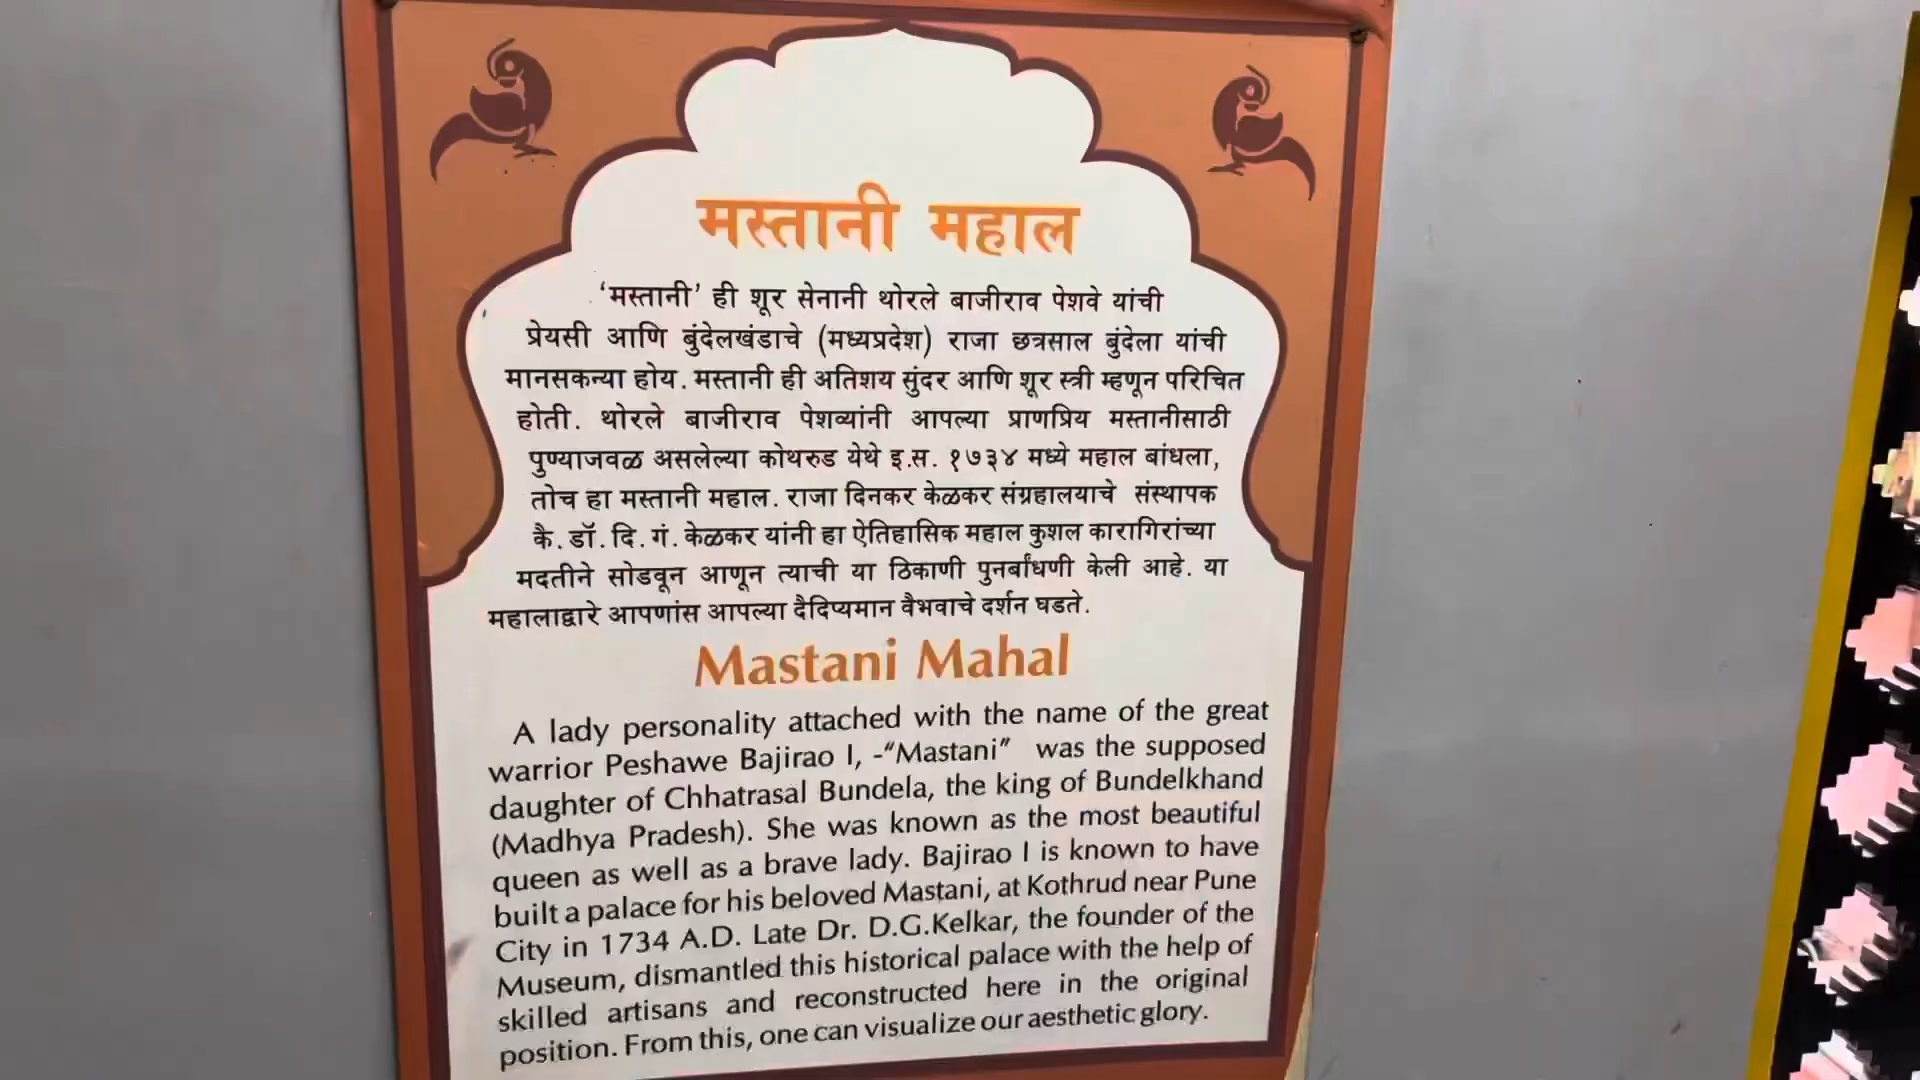 मस्तानी महाल
‘मस्तानी’ ही शूर सेनानी थोरले बाजीराव पेशवे यांची
प्रेयसी आणि बुंदेलखंडाचे (मध्यप्रदेश) राजा छत्रसाल बुंदेला यांची
मानसकन्या होय. मस्तानी ही अतिशय सुंदर आणि शूर स्त्री म्हणून परिचित
होती. थोरले बाजीराव पेशव्यांनी आपल्या प्राणप्रिय मस्तानीसाठी
पुण्याजवळ असलेल्या कोथरुड येथे इ.स. १७३४ मध्ये महाल बांधला,
तोच हा मस्तानी महाल. राजा दिनकर केळकर संग्रहालयाचे संस्थापक
कै. डॉ. दि. गं. केळकर यांनी हा ऐतिहासिक महाल कुशल कारागिरांच्या
मदतीने सोडवून आणून त्याची या ठिकाणी पुनर्बांधणी केली आहे. या
महालाद्वारे आपणांस आपल्या दैदिप्यमान वैभवाचे दर्शन घडते.
Mastani Mahal
A lady personality attached with the name of the great
warrior Peshawe Bajirao I, -“Mastani” was the supposed
daughter of Chhatrasal Bundela, the king of Bundelkhand
(Madhya Pradesh). She was known as the most beautiful
queen as well as a brave lady. Bajirao I is known to have
built a palace for his beloved Mastani, at Kothrud near Pune
City in 1734 A.D. Late Dr. D.G.Kelkar, the founder of the
Museum, dismantled this historical palace with the help of
skilled artisans and reconstructed here in the original
position. From this, one can visualize our aesthetic glory.